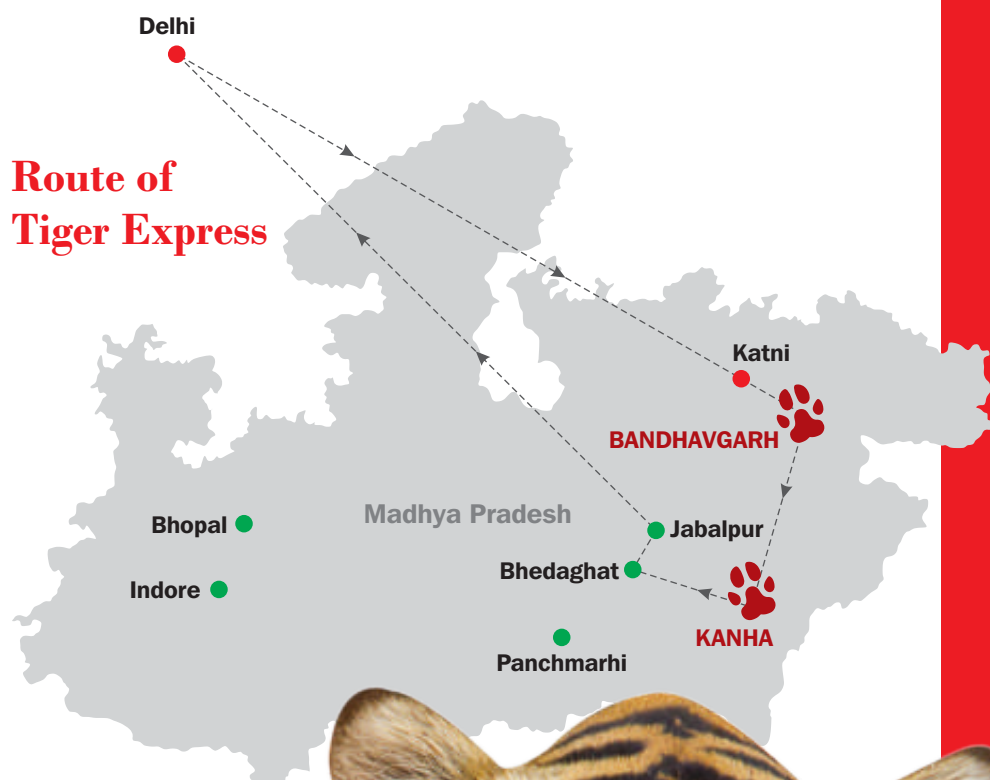 Delhi
Route of
Tiger Express
Katni
BANDHAVGARH
Madhya Pradesh
Jabalpur
Bhopal
Bhedaghat
Indore
KANHA
Panchmarhi